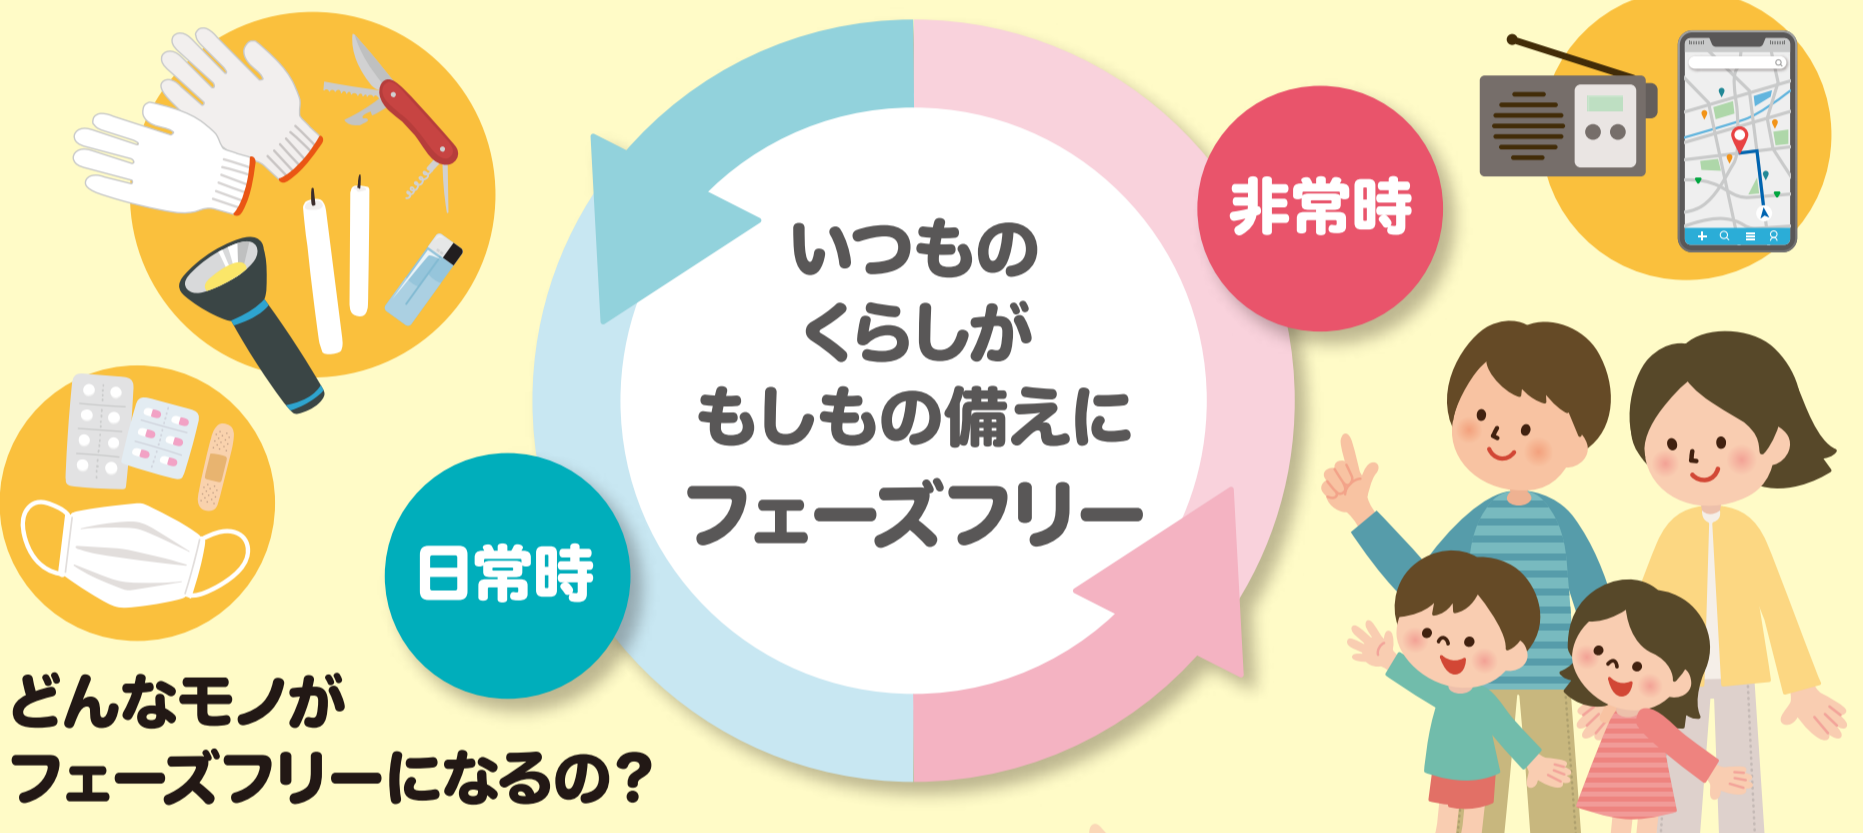 いつもの
くらしが
もしもの備えに
フェーズフリー
非常時
日常時
どんなモノが
フェーズフリーになるの?